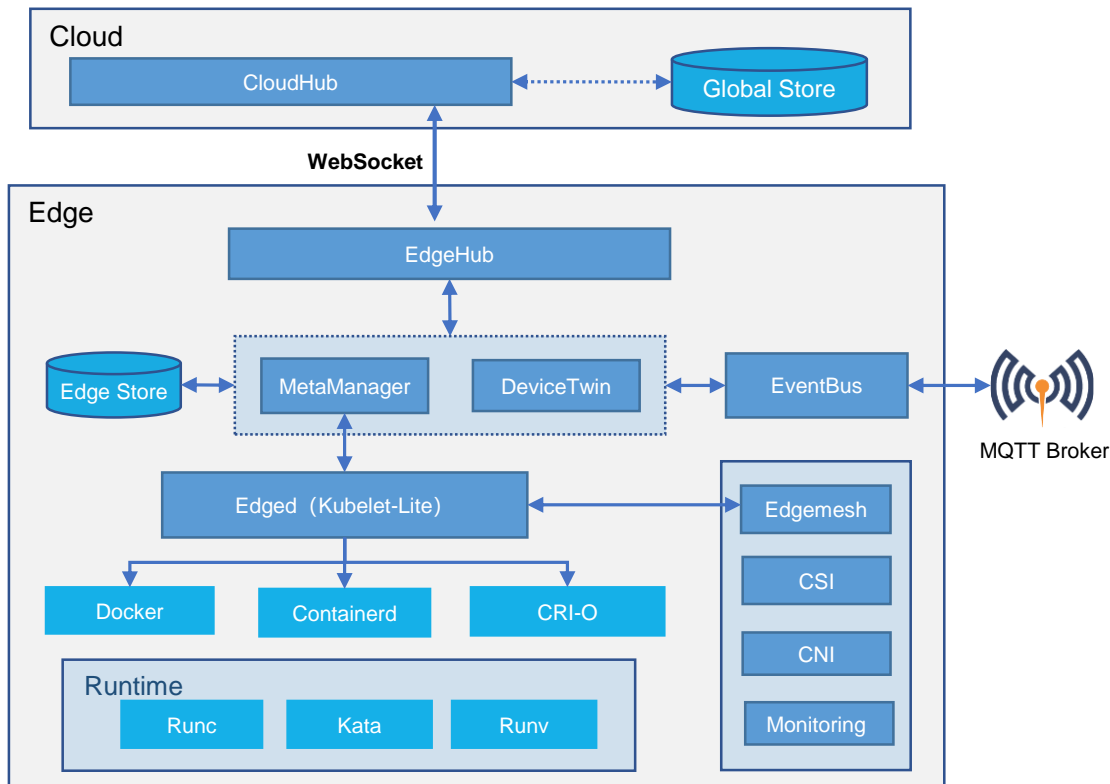 Cloud
CloudHub
Global Store
WebSocket
Edge
EdgeHub
Edge Store
MetaManager
DeviceTwin
EventBus
MQTT Broker
Edged（Kubelet-Lite）
Edgemesh
CSI
CNI
Monitoring
Docker
Containerd
CRI-O
Runtime
Runc
Kata
Runv